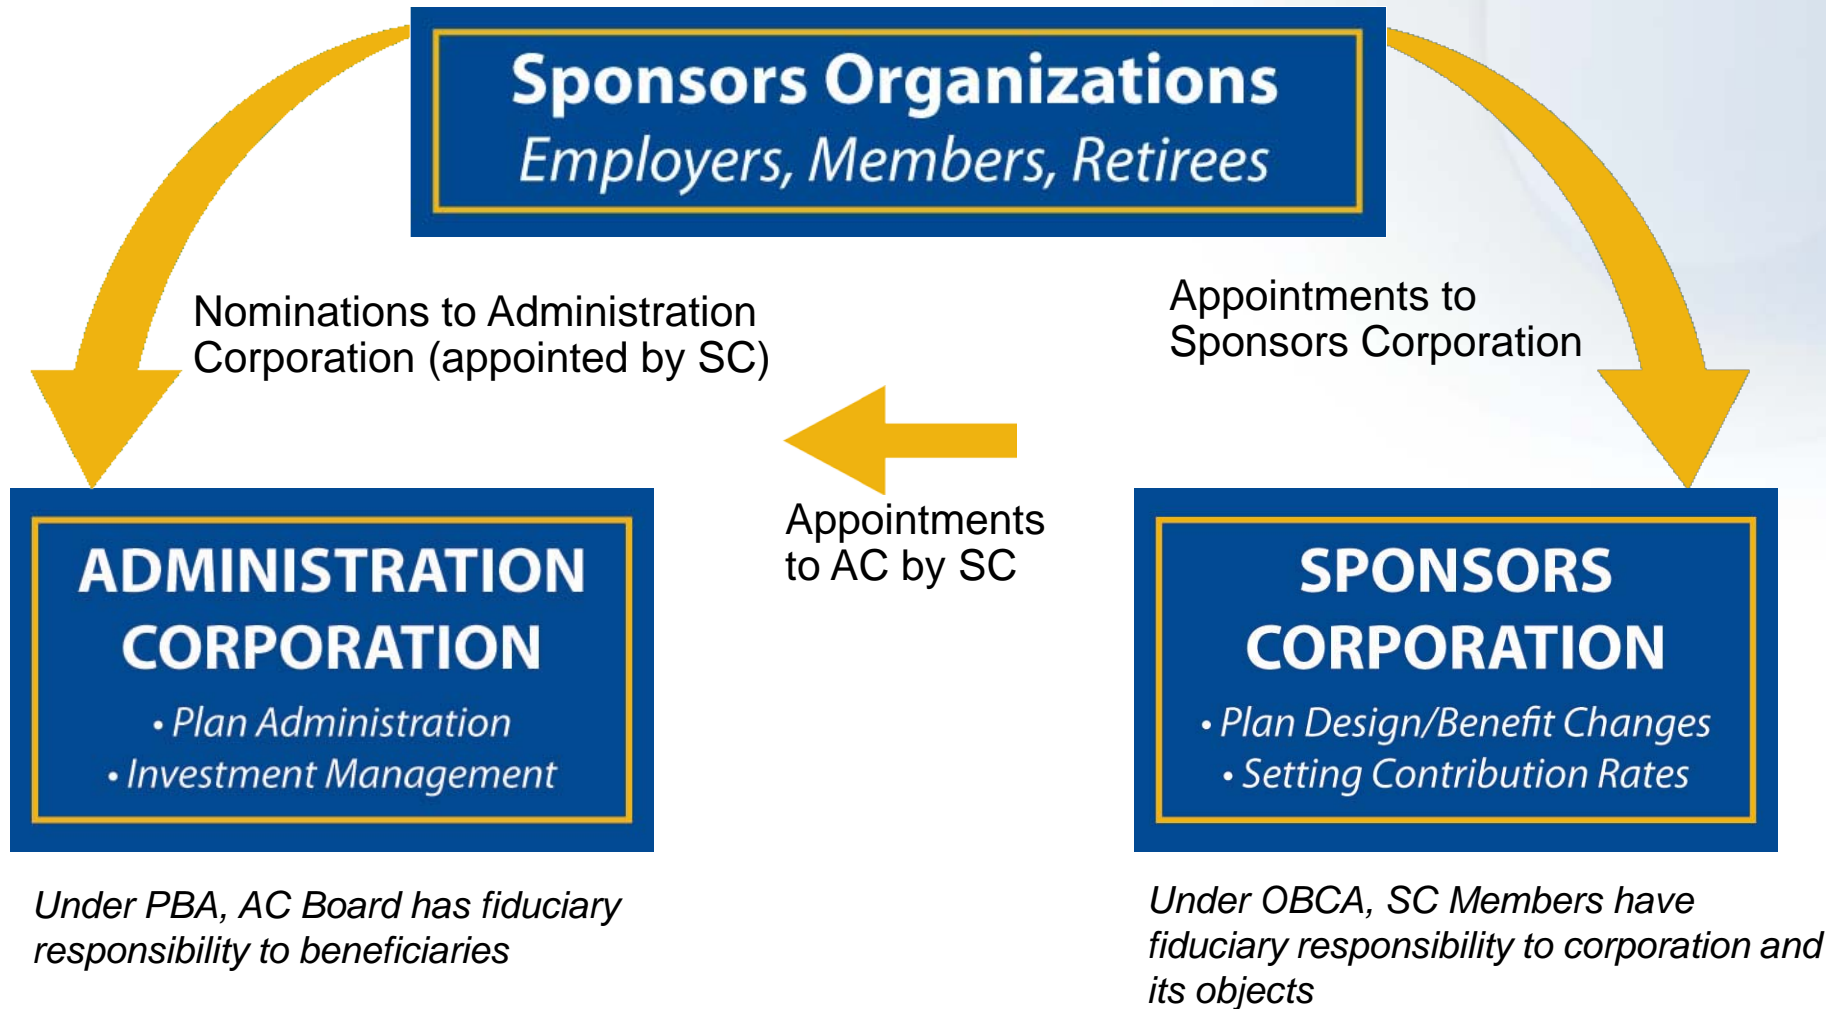 Sponsors Organizations
Employers, Members, Retirees
Nominations to Administration
Corporation (appointed by SC)
Appointments to
Sponsors Corporation
Appointments
to AC by SC
ADMINISTRATION
CORPORATION
• Plan Administration
• Investment Management
SPONSORS
CORPORATION
• Plan Design/Benefit Changes
• Setting Contribution Rates
Under PBA, AC Board has fiduciary
responsibility to beneficiaries
Under OBCA, SC Members have
fiduciary responsibility to corporation and
its objects